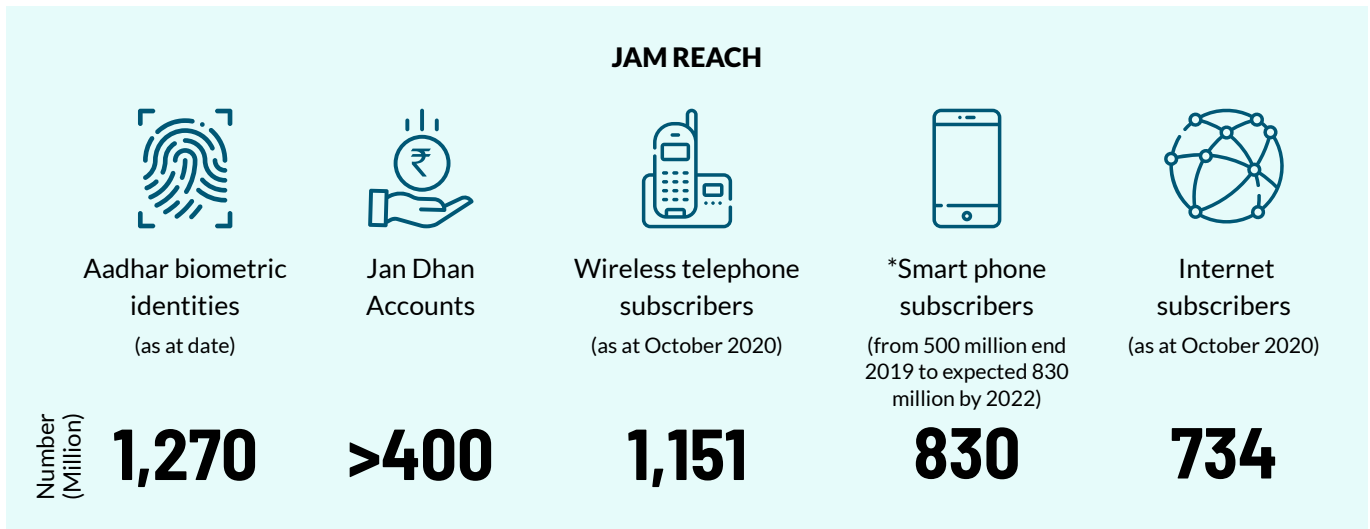 JAM REACH
₹
Aadhar biometric
identities
(as at date)
Jan Dhan
Accounts
Wireless telephone
subscribers
(as at October 2020)
*Smart phone
subscribers
(from 500 million end
2019 to expected 830
million by 2022)
Internet
subscribers
(as at October 2020)
Number
(Million)
1,270
>400
1,151
830
734